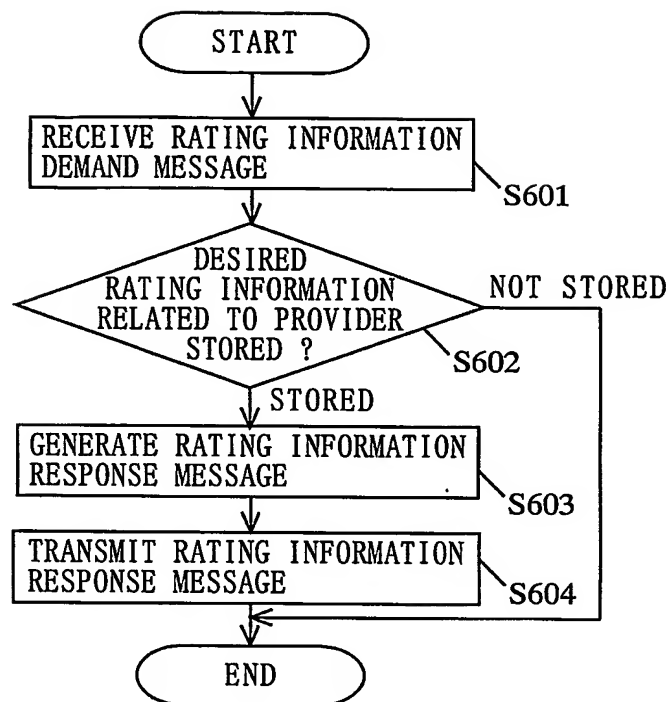 START
RECEIVE RATING INFORMATION
DEMAND MESSAGE
S601
DESIRED
RATING INFORMATION
RELATED TO PROVIDER
STORED ?
NOT STORED
S602
STORED
GENERATE RATING INFORMATION
RESPONSE MESSAGE
S603
TRANSMIT RATING INFORMATION
RESPONSE MESSAGE
S604
END